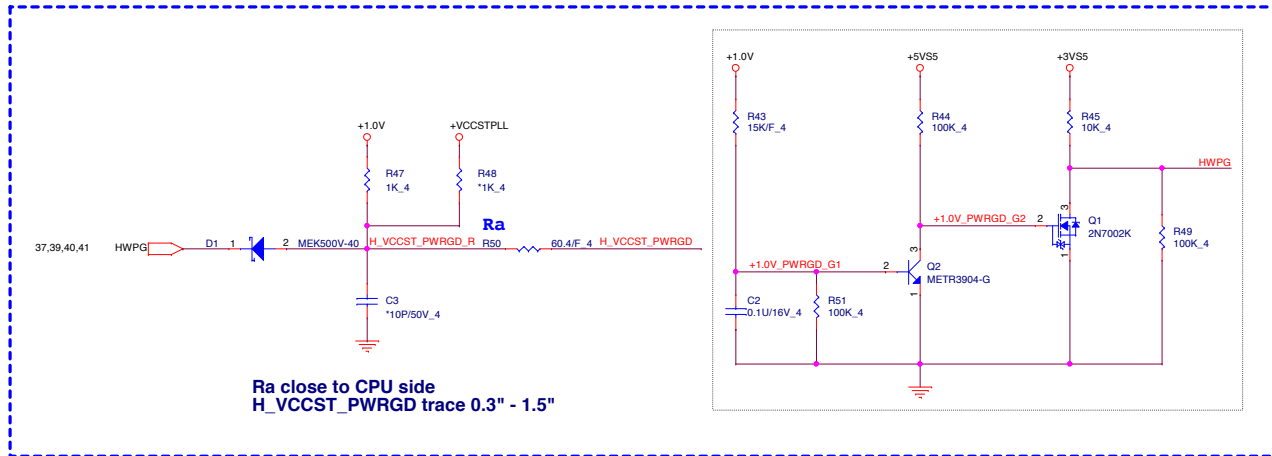 +1.0V
+5VS5
+3VS5
R43
15K/F_4
R44
100K_4
R45
10K_4
HWPG
+1.0V
+VCCSTPLL
R47
1K_4
R48
*1K_4
Ra
37,39,40,41
HWPG
D1
1
2
MEK500V-40
H_VCCST_PWRGD_R
R50
60.4/F_4
H_VCCST_PWRGD
+1.0V_PWRGD_G2
2
3
1
Q1
2N7002K
R49
100K_4
+1.0V_PWRGD_G1
2
3
1
Q2
METR3904-G
C3
*10P/50V_4
C2
0.1U/16V_4
R51
100K_4
Ra close to CPU side
H_VCCST_PWRGD trace 0.3" - 1.5"